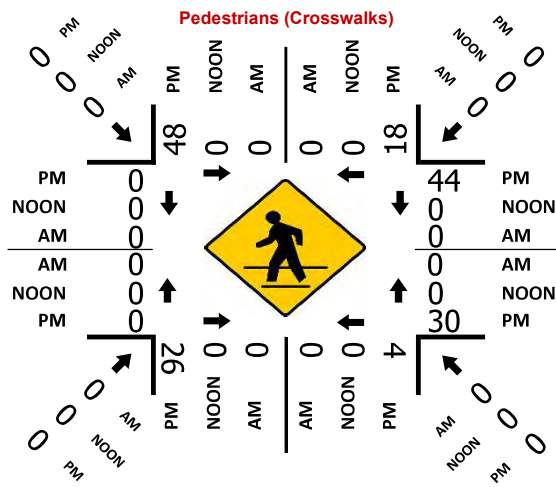 Pedestrians (Crosswalks)
0 PM
0 NOON
0 AM
PM NOON AM AM NOON PM
PM 0
NOON 0
AM 0
48 0 0 0 0 18
PM 0 44 PM
NOON 0 0 NOON
AM 0 0 AM
AM 0 0 AM
NOON 0 0 NOON
PM 0 30 PM
26 0 0 0 0 4
PM NOON AM AM NOON PM
0 AM
0 NOON
0 PM
AM 0
NOON 0
PM 0